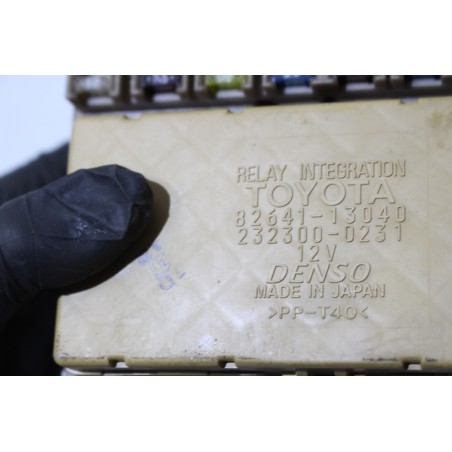 RELAY INTEGRATION
TOYOTA
82641-13040
232300-0231
12V
DENSO
MADE IN JAPAN
>PP-T40<